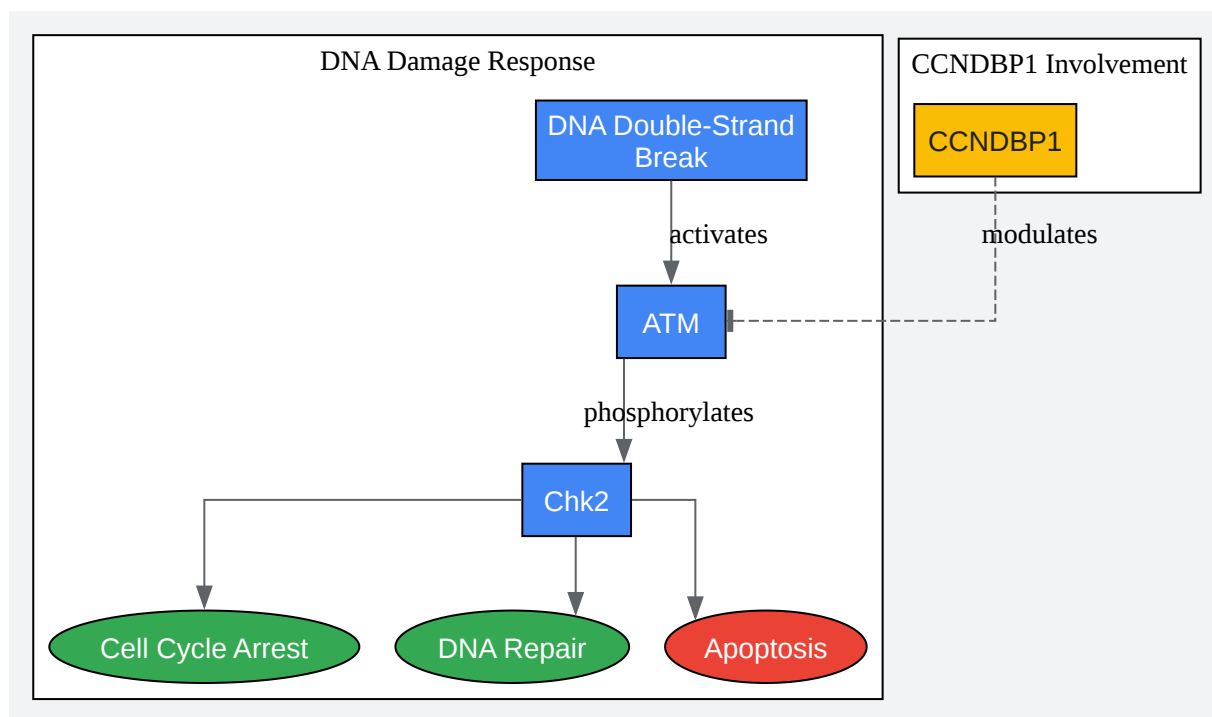 DNA Damage Response
CCNDBP1 Involvement
DNA Double-Strand
Break
CCNDBP1
activates
modulates
ATM
phosphorylates
Chk2
Cell Cycle Arrest
DNA Repair
Apoptosis